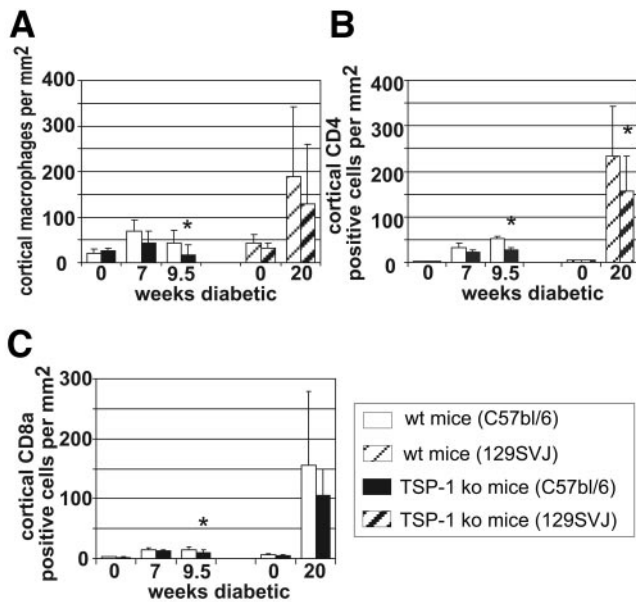 A
cortical macrophages per mm2
400
300
200
100
0
0 7 9.5 0 20
*
weeks diabetic
B
cortical CD4
positive cells per mm2
400
300
200
100
0
0 7 9.5 0 20
*
*
weeks diabetic
C
cortical CD8a
positive cells per mm2
300
200
100
0
0 7 9.5 0 20
*
weeks diabetic
wt mice (C57bl/6)
wt mice (129SVJ)
TSP-1 ko mice (C57bl/6)
TSP-1 ko mice (129SVJ)